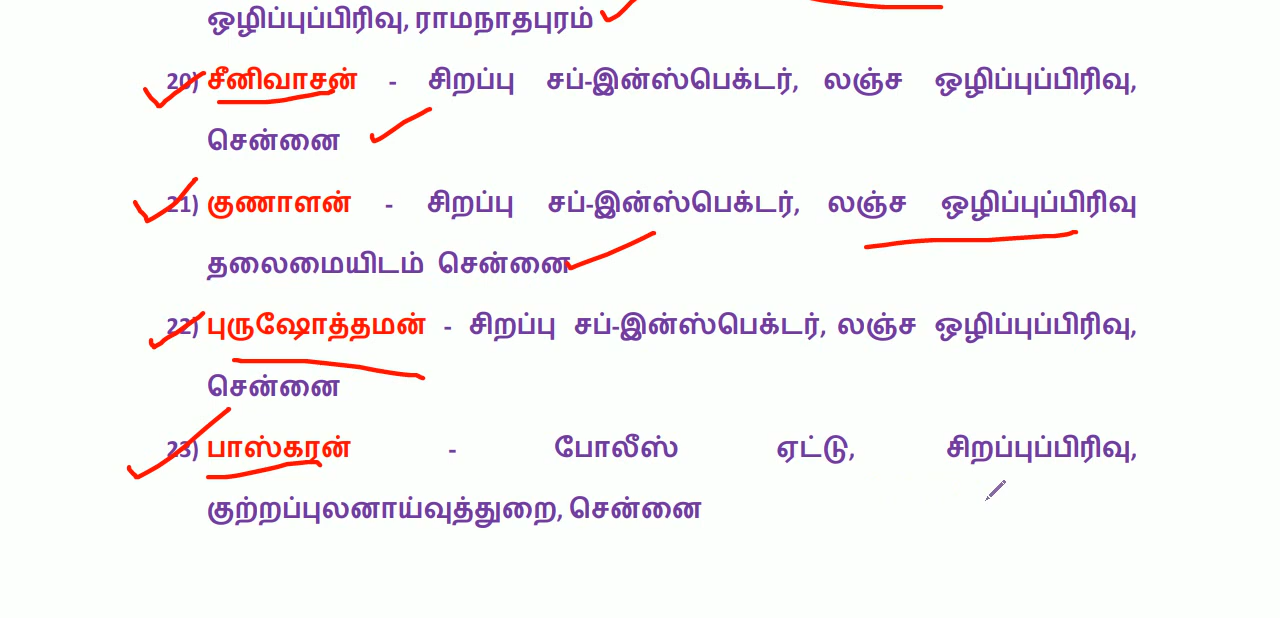 ஒழிப்புப்பிரிவு, ராமநாதபுரம்
20) சீனிவாசன் - சிறப்பு சப்-இன்ஸ்பெக்டர், லஞ்ச ஒழிப்புப்பிரிவு,
சென்னை
21) குணாளன் - சிறப்பு சப்-இன்ஸ்பெக்டர், லஞ்ச ஒழிப்புப்பிரிவு
தலைமையிடம் சென்னை
22) புருஷோத்தமன் - சிறப்பு சப்-இன்ஸ்பெக்டர், லஞ்ச ஒழிப்புப்பிரிவு,
சென்னை
23) பாஸ்கரன் - போலீஸ் ஏட்டு, சிறப்புப்பிரிவு,
குற்றப்புலனாய்வுத்துறை, சென்னை